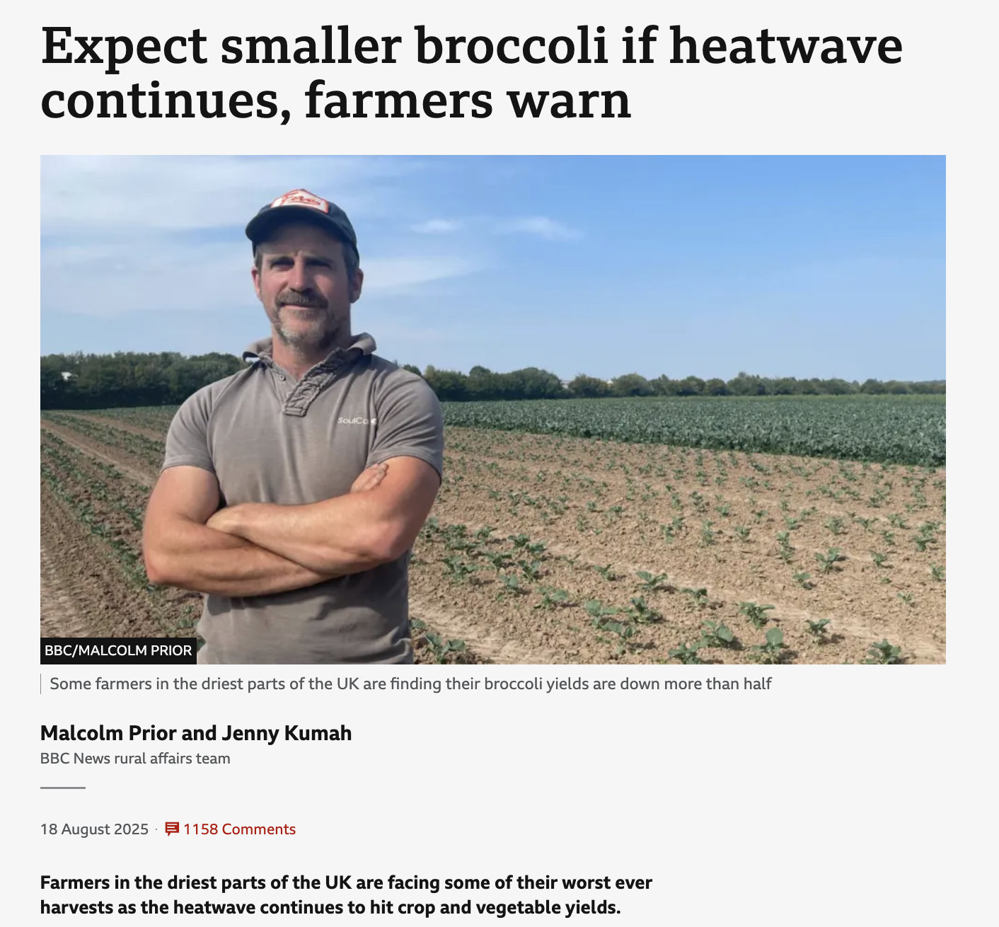 Expect smaller broccoli if heatwave
continues, farmers warn
SoulCa
BBC/MALCOLM PRIOR
Some farmers in the driest parts of the UK are finding their broccoli yields are down more than half
Malcolm Prior and Jenny Kumah
BBC News rural affairs team
18 August 2025 · 1158 Comments
Farmers in the driest parts of the UK are facing some of their worst ever
harvests as the heatwave continues to hit crop and vegetable yields.